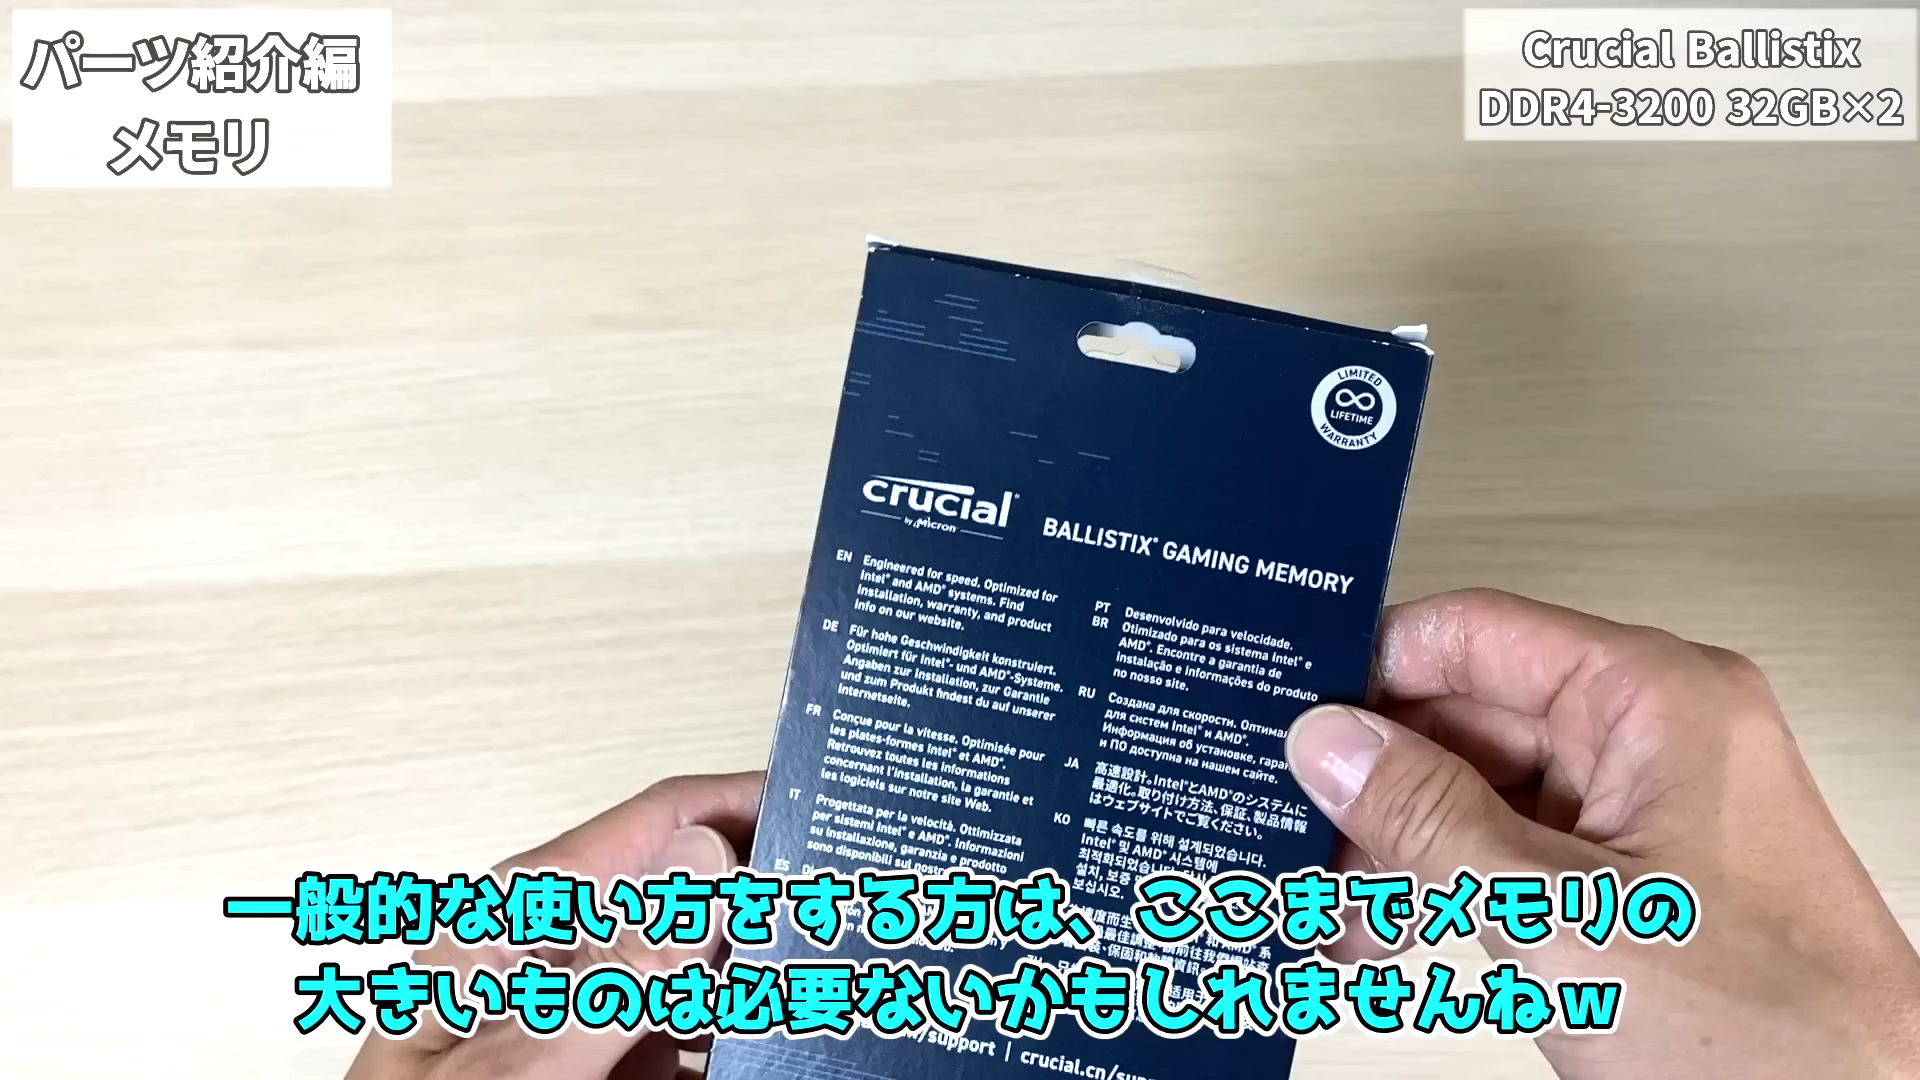 パーツ紹介編
メモリ
Crucial Ballistix
DDR4-3200 32GB×2
LIMITED
LIFETIME
WARRANTY
crucial
by Micron
BALLISTIX® GAMING MEMORY
EN Engineered for speed. Optimized for
Intel® and AMD® systems. Find
installation, warranty, and product
info on our website.
DE Für hohe Geschwindigkeit konstruiert.
Optimiert für Intel®- und AMD®-Systeme.
Angaben zur Installation, zur Garantie
und zum Produkt findest du auf unserer
Internetseite.
FR Conçue pour la vitesse. Optimisée pour
les plates-formes Intel® et AMD®.
Retrouvez toutes les informations
concernant l'installation, la garantie et
les logiciels sur notre site Web.
IT Progettata per la velocità. Ottimizzata
per sistemi Intel® e AMD®. Informazioni
su installazione, garanzia e prodotto
sono disponibili sul nostro
ES
PT
BR
Desenvolvido para velocidade.
Otimizado para os sistema Intel® e
AMD®. Encontre a garantia de
instalação e informações do produto
no nosso site.
RU Создана для скорости.
для систем Intel® и AMD®.
Информация об установке,
и ПО доступна на нашем сайте.
JA 高速設計。Intel®とAMD®のシステムに
最適化。取り付け方法、保証、製品情報
はウェブサイトでご覧ください。
KO 빠른 속도를 위해 설계되었습니다.
Intel® 및 AMD® 시스템에
최적화되었습니다.
설치, 보증
보십시오.
/support | crucial.cn/
一般的な使い方をする方は、ここまでメモリの
大きいものは必要ないかもしれませんねｗ